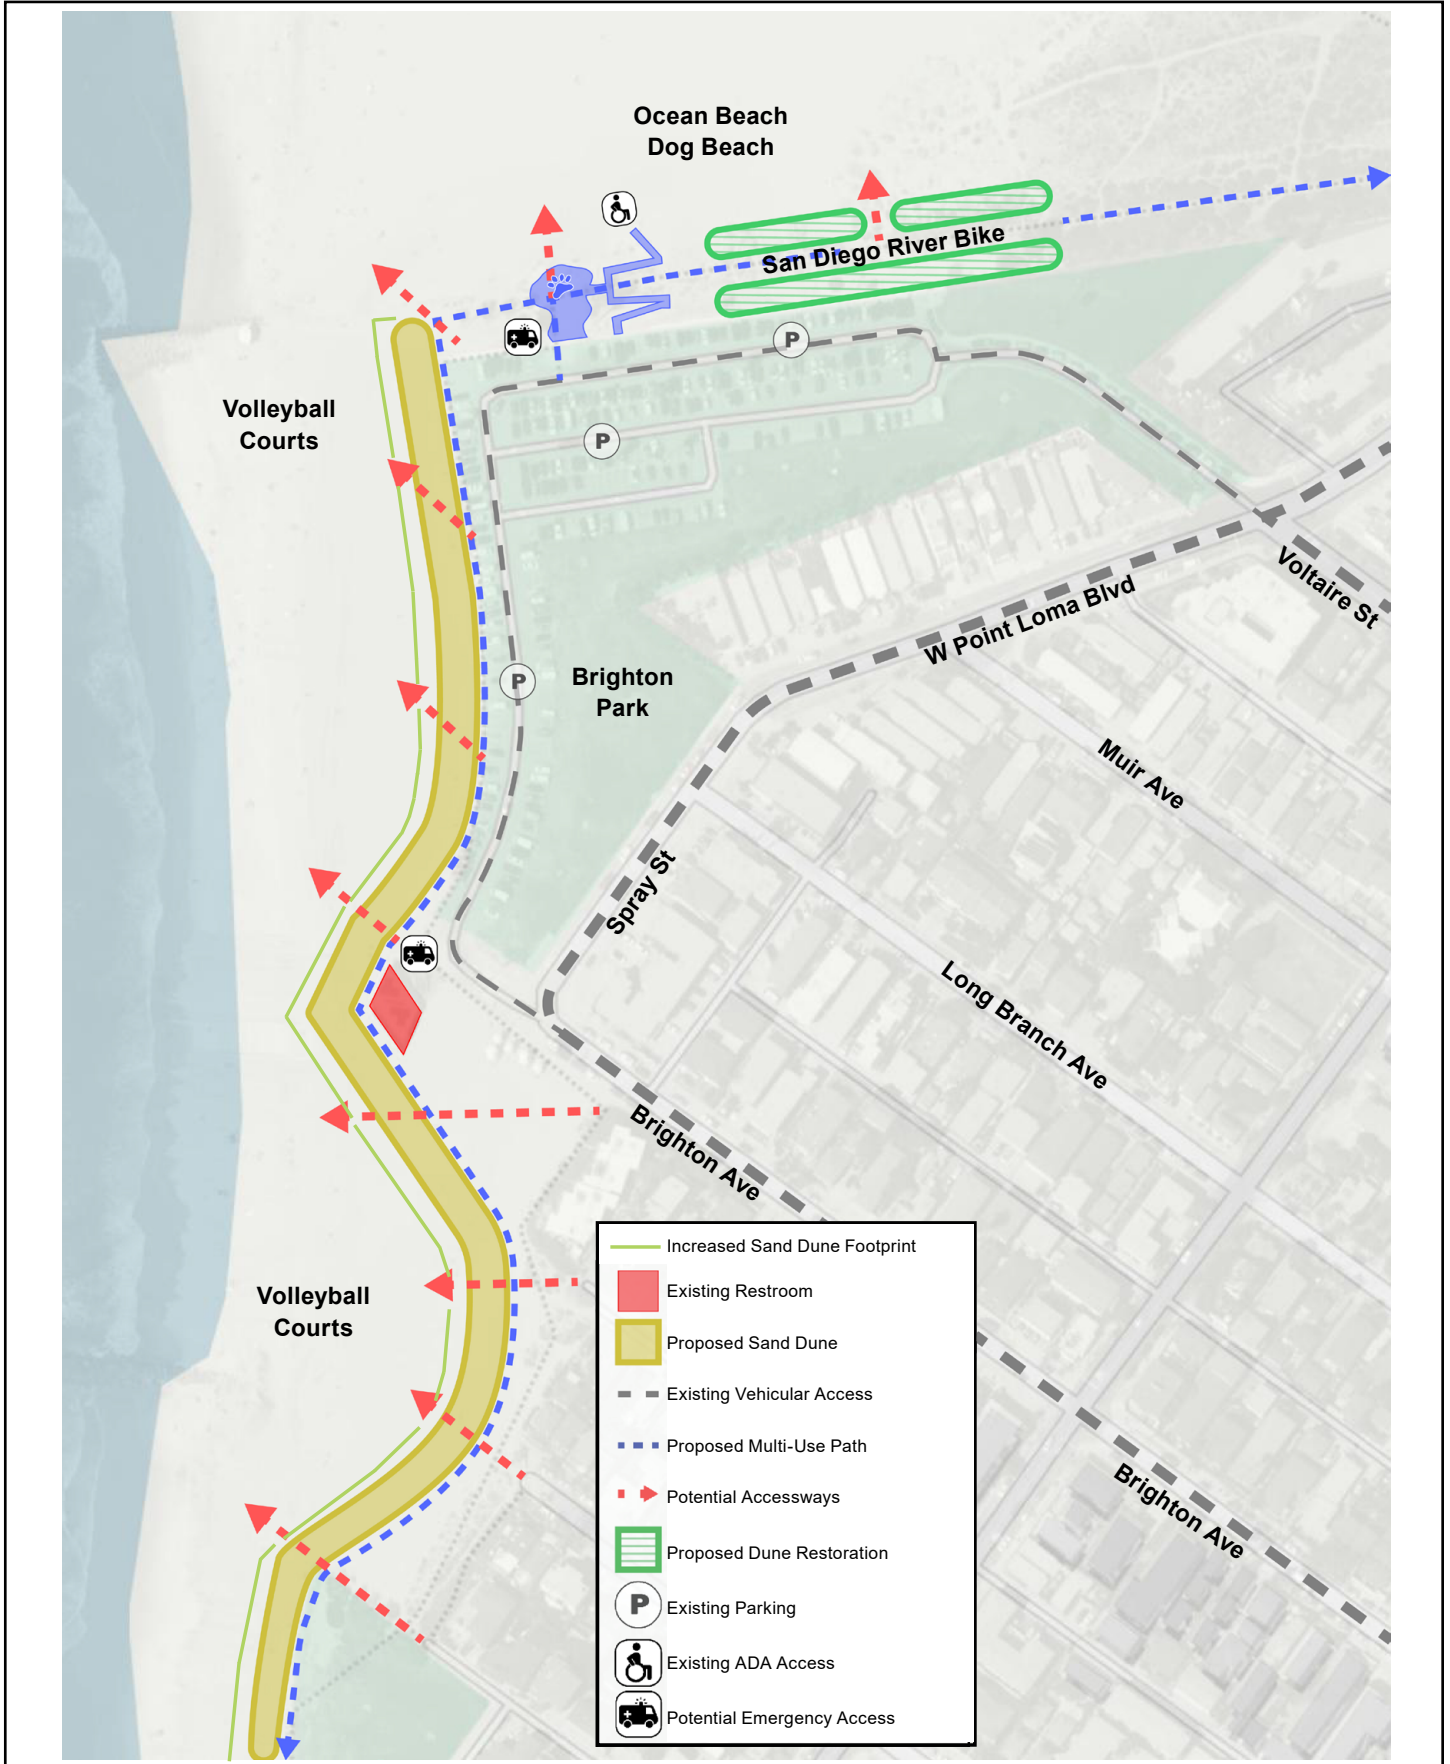 Ocean Beach
Dog Beach
San Diego River Bike
P
Volleyball
Courts
P
Voltaire St
W Point Loma Blvd
P
Brighton
Park
Muir Ave
Spray St
Long Branch Ave
Brighton Ave
Volleyball
Courts
Brighton Ave
Increased Sand Dune Footprint
Existing Restroom
Proposed Sand Dune
Existing Vehicular Access
Proposed Multi-Use Path
Potential Accessways
Proposed Dune Restoration
P Existing Parking
Existing ADA Access
Potential Emergency Access